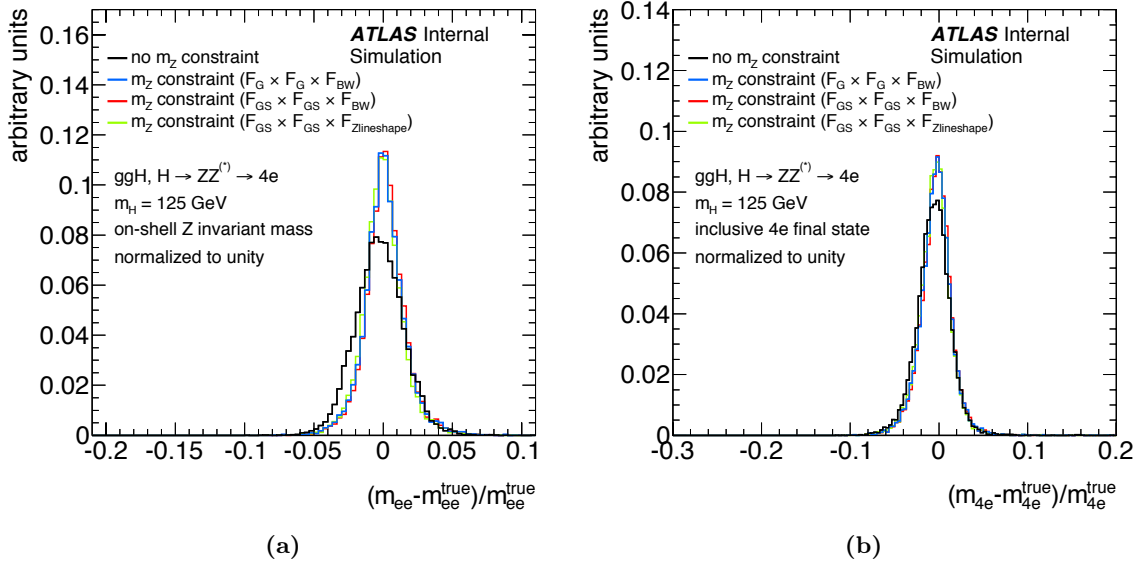 arbitrary units
0.16
0.14
0.12
0.1
0.08
0.06
0.04
0.02
0
ATLAS Internal
Simulation
no m_Z constraint
m_Z constraint (F_G × F_G × F_BW)
m_Z constraint (F_GS × F_GS × F_BW)
m_Z constraint (F_GS × F_GS × F_Zlineshape)
ggH, H → ZZ^(*) → 4e
m_H = 125 GeV
on-shell Z invariant mass
normalized to unity
-0.2 -0.15 -0.1 -0.05 0 0.05 0.1
(m_ee-m_ee^true)/m_ee^true
(a)
arbitrary units
0.14
0.12
0.1
0.08
0.06
0.04
0.02
0
ATLAS Internal
Simulation
no m_Z constraint
m_Z constraint (F_G × F_G × F_BW)
m_Z constraint (F_GS × F_GS × F_BW)
m_Z constraint (F_GS × F_GS × F_Zlineshape)
ggH, H → ZZ^(*) → 4e
m_H = 125 GeV
inclusive 4e final state
normalized to unity
-0.3 -0.2 -0.1 0 0.1 0.2
(m_4e-m_4e^true)/m_4e^true
(b)